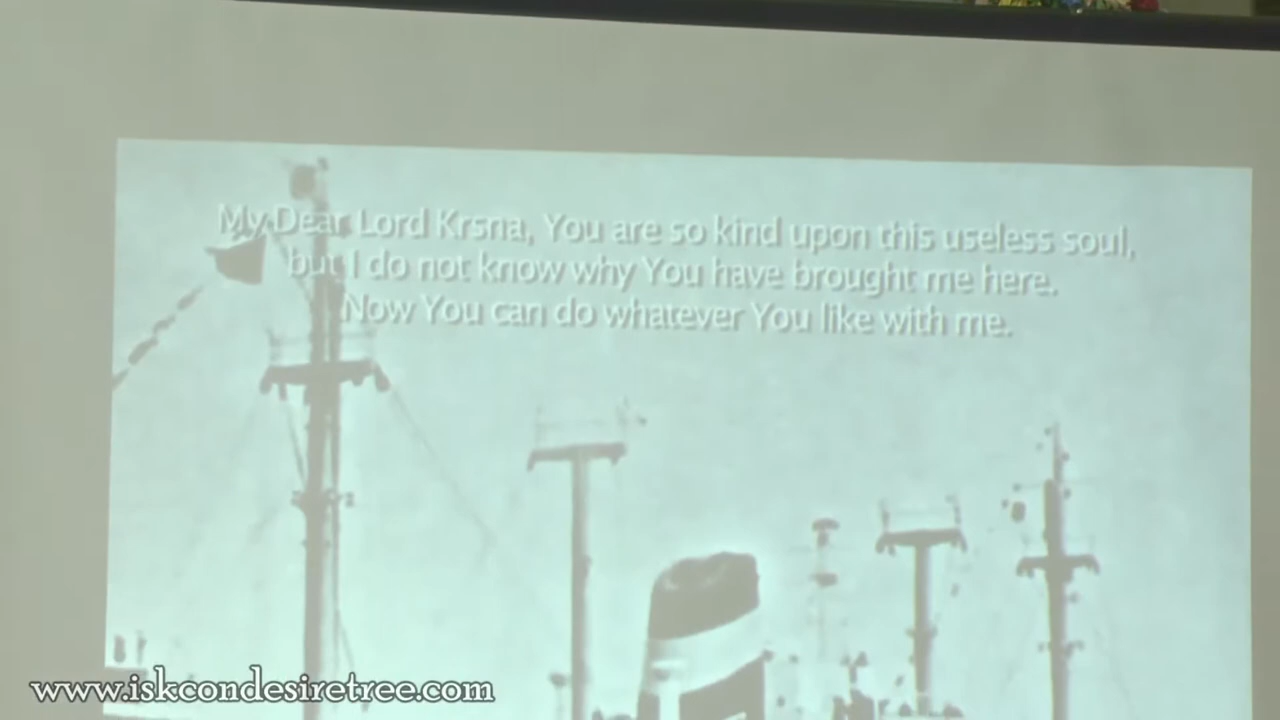 My Dear Lord Krsna, You are so kind upon this useless soul,
but I do not know why You have brought me here.
Now You can do whatever You like with me.
www.iskcondesiretree.com